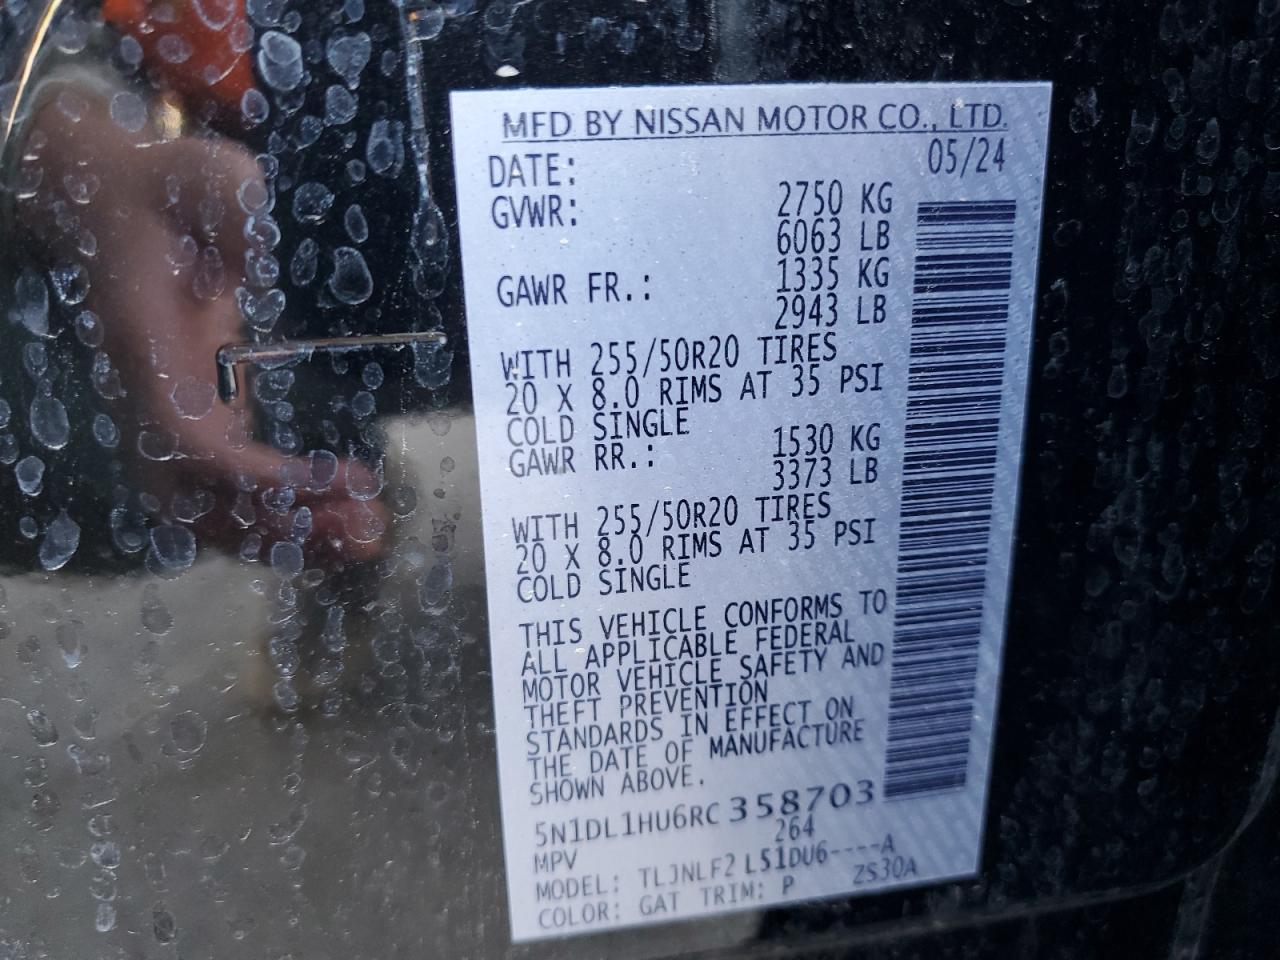 MFD BY NISSAN MOTOR CO., LTD.
DATE: 05/24
GVWR: 2750 KG
6063 LB
GAWR FR.: 1335 KG
2943 LB
WITH 255/50R20 TIRES
20 X 8.0 RIMS AT 35 PSI
COLD SINGLE
GAWR RR.: 1530 KG
3373 LB
WITH 255/50R20 TIRES
20 X 8.0 RIMS AT 35 PSI
COLD SINGLE
THIS VEHICLE CONFORMS TO
ALL APPLICABLE FEDERAL
MOTOR VEHICLE SAFETY AND
THEFT PREVENTION
STANDARDS IN EFFECT ON
THE DATE OF MANUFACTURE
SHOWN ABOVE.
5N1DL1HU6RC358703
MPV 264
MODEL: TLJNLF2 L51DU6----A
COLOR: GAT TRIM: P ZS30A